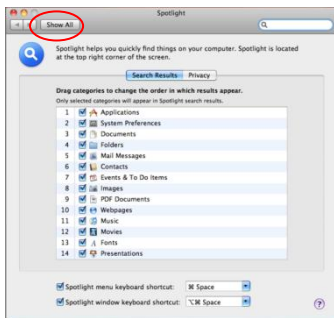 Spotlight
Show All
Spotlight helps you quickly find things on your computer. Spotlight is located
at the top right corner of the screen.
Search Results Privacy
Drag categories to change the order in which results appear.
Only selected categories will appear in Spotlight search results.
1 Applications
2 System Preferences
3 Documents
4 Folders
5 Mail Messages
6 Contacts
7 Events & To Do Items
8 Images
9 PDF Documents
10 Webpages
11 Music
12 Movies
13 Fonts
14 Presentations
Spotlight menu keyboard shortcut: ⌘ Space
Spotlight window keyboard shortcut: ⌥⌘ Space
?